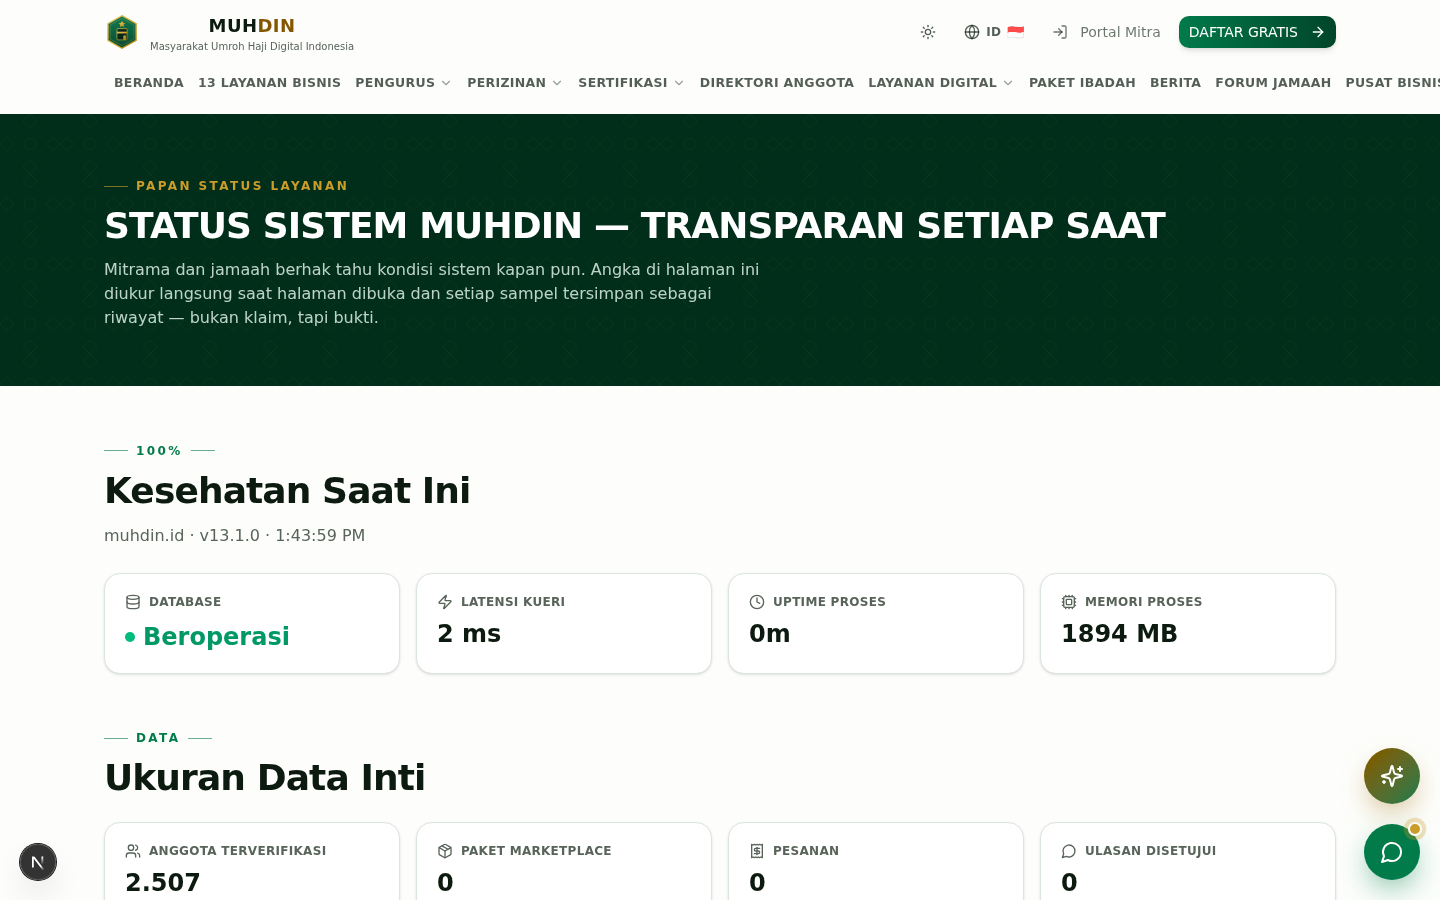 MUHDIN
Masyarakat Umroh Haji Digital Indonesia
ID
Portal Mitra
DAFTAR GRATIS
BERANDA
13 LAYANAN BISNIS
PENGURUS
PERIZINAN
SERTIFIKASI
DIREKTORI ANGGOTA
LAYANAN DIGITAL
PAKET IBADAH
BERITA
FORUM JAMAAH
PUSAT BISNIS
PAPAN STATUS LAYANAN
STATUS SISTEM MUHDIN — TRANSPARAN SETIAP SAAT
Mitrama dan jamaah berhak tahu kondisi sistem kapan pun. Angka di halaman ini
diukur langsung saat halaman dibuka dan setiap sampel tersimpan sebagai
riwayat — bukan klaim, tapi bukti.
100%
Kesehatan Saat Ini
muhdin.id · v13.1.0 · 1:43:59 PM
DATABASE
Beroperasi
LATENSI KUERI
2 ms
UPTIME PROSES
0m
MEMORI PROSES
1894 MB
DATA
Ukuran Data Inti
ANGGOTA TERVERIFIKASI
2.507
PAKET MARKETPLACE
0
PESANAN
0
ULASAN DISETUJUI
0
N